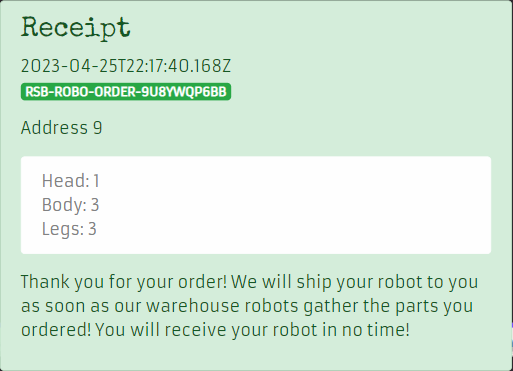 Receipt
2023-04-25T22:17:40.168Z
RSB-ROBO-ORDER-9U8YWQP6BB
Address 9
Head: 1
Body: 3
Legs: 3
Thank you for your order! We will ship your robot to you
as soon as our warehouse robots gather the parts you
ordered! You will receive your robot in no time!